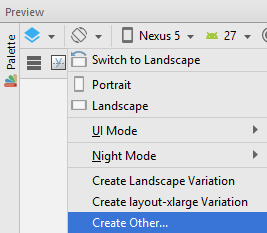 Preview
Palette
Nexus 5
27
Switch to Landscape
Portrait
Landscape
UI Mode
Night Mode
Create Landscape Variation
Create layout-xlarge Variation
Create Other...